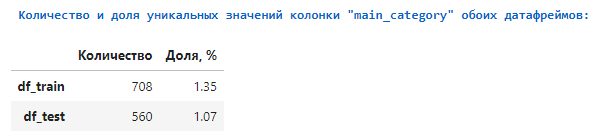 Количество и доля уникальных значений колонки "main_category" обоих датафреймов:
Количество Доля, %
df_train 708 1.35
df_test 560 1.07